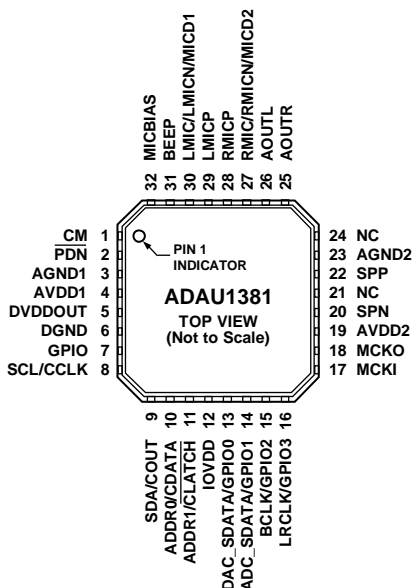 32 MICBIAS
31 BEEP
30 LMIC/LMICN/MICD1
29 LMICP
28 RMICP
27 RMIC/RMICN/MICD2
26 AOUTL
25 AOUTR
CM 1
PDN 2
AGND1 3
AVDD1 4
DVDDOUT 5
DGND 6
GPIO 7
SCL/CCLK 8
PIN 1
INDICATOR
ADAU1381
TOP VIEW
(Not to Scale)
24 NC
23 AGND2
22 SPP
21 NC
20 SPN
19 AVDD2
18 MCKO
17 MCKI
SDA/COUT 9
ADDR0/CDATA 10
ADDR1/CLATCH 11
IOVDD 12
DAC_SDATA/GPIO0 13
ADC_SDATA/GPIO1 14
BCLK/GPIO2 15
LRCLK/GPIO3 16